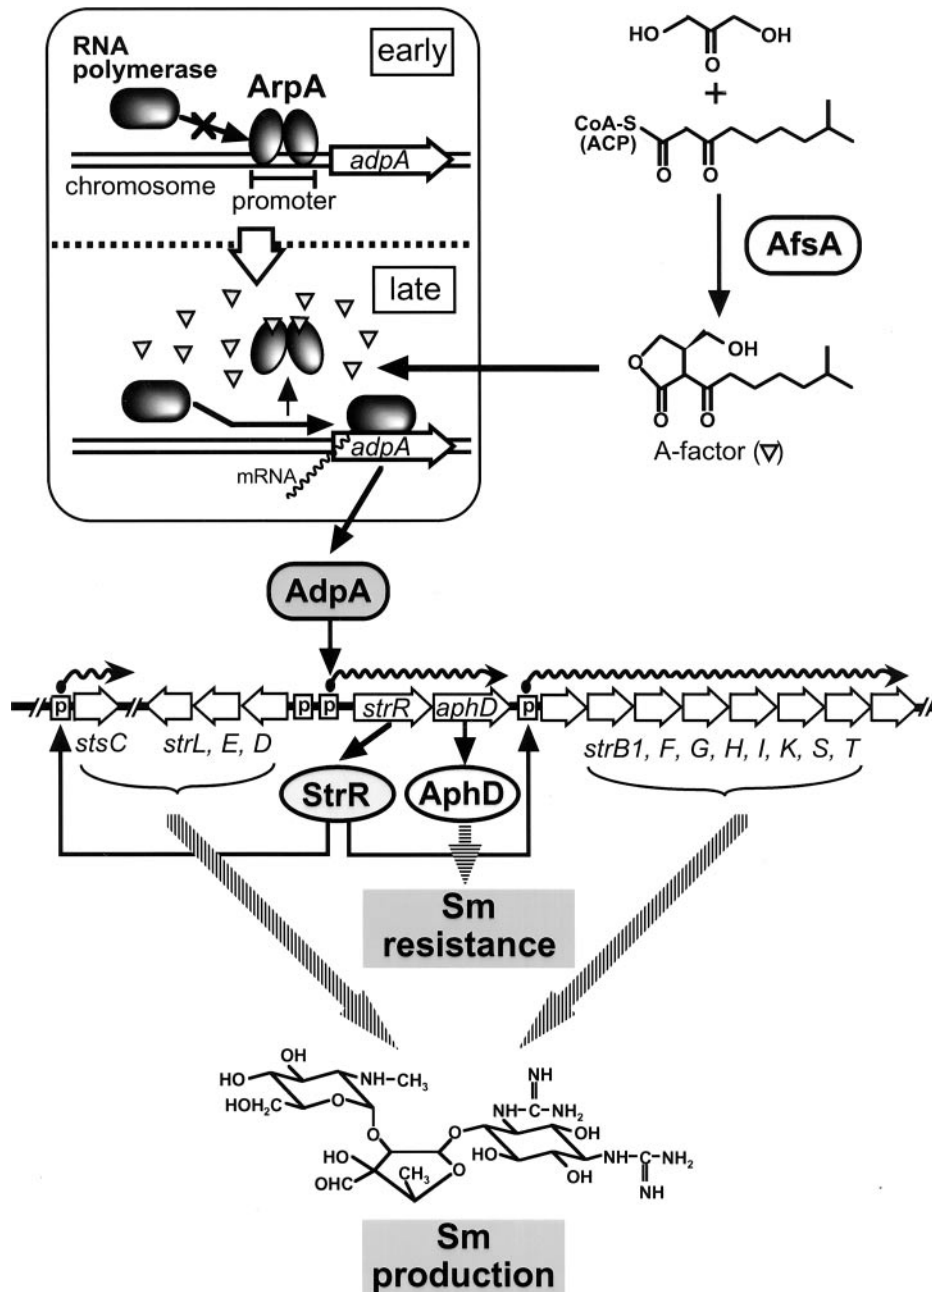 RNA
polymerase
ArpA
early
adpA
chromosome
promoter
late
adpA
mRNA
HO
OH
O
+
CoA-S
(ACP)
O
O
AfsA
O
OH
O
O
A-factor (▽)
AdpA
p
p
p
strR
aphD
p
stsC
strL, E, D
strB1, F, G, H, I, K, S, T
StrR
AphD
Sm
resistance
OH
HO
NH–CH3
HOH2C
O
O
HO
OHC
CH3
O
O
NH
NH–C–NH2
OH
HO
OH
NH–C–NH2
NH
Sm
production